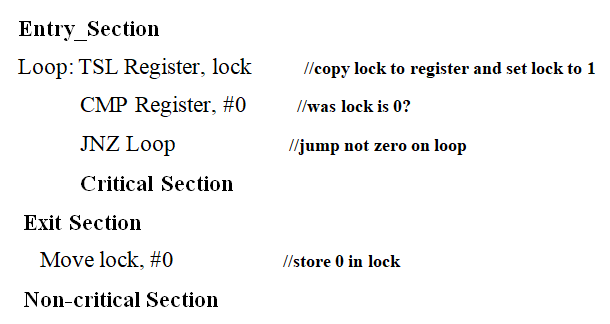 Entry_Section
Loop: TSL Register, lock //copy lock to register and set lock to 1
CMP Register, #0 //was lock is 0?
JNZ Loop //jump not zero on loop
Critical Section
Exit Section
Move lock, #0 //store 0 in lock
Non-critical Section